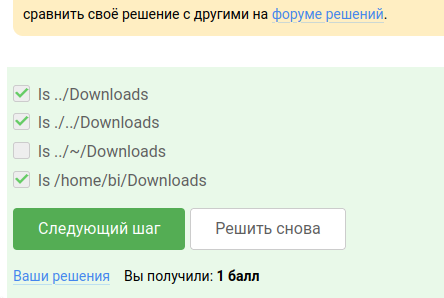 сравнить своё решение с другими на форуме решений.
ls ../Downloads
ls ./../Downloads
ls ../~/Downloads
ls /home/bi/Downloads
Следующий шаг
Решить снова
Ваши решения Вы получили: 1 балл